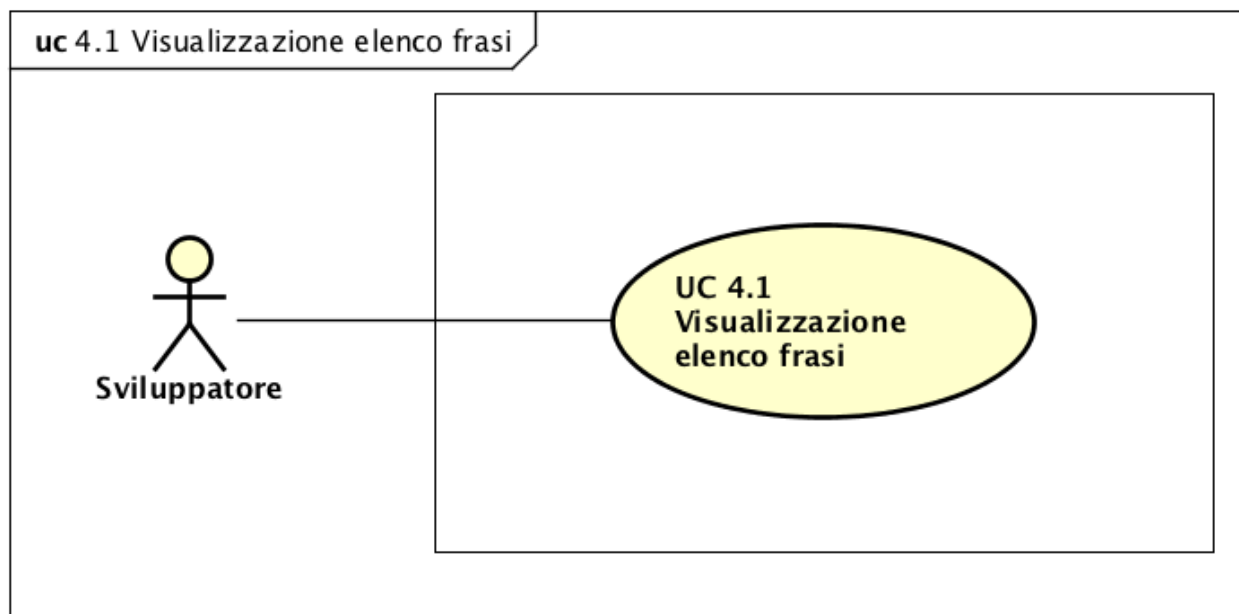 uc 4.1 Visualizzazione elenco frasi
UC 4.1
Visualizzazione
elenco frasi
Sviluppatore